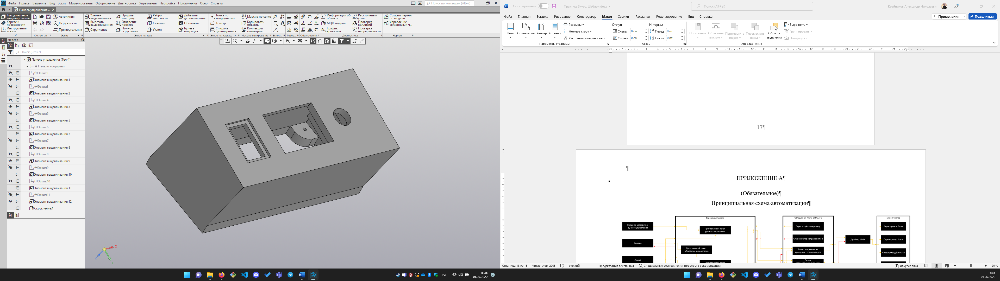 Файл Правка Выделить Вид Эскиз Моделирование Оформление Диагностика Управление Настройка Приложения Окно Справка
Поиск по командам (Alt+/)
Панель управления....
Твердотельное моделирование
Каркас и поверхности
Инструменты эскиза
Системная
Автолиния
Окружность
Прямоугольник
Эскиз
Элемент выдавливания
Вырезать выдавливанием
Скругление
Придать толщину
Отверстие простое
Полное скругление
Ребро жесткости
Сечение
Уклон
Добавить деталь-заготов...
Оболочка
Булева операция
Элементы тела
Точка по координатам
Контур
Спираль цилиндрическ...
Элементы каркаса
Массив по сетке
Копировать объекты
Коллекция геометрии
Массив, копирование
Вспом...
Разме...
Обозначения
Информация об объекте
МЦХ модели
График кривизны
Расстояние и угол
Проверка коллизий
Проверка непрерывности
Диагностика
Создать чертеж по модели
Управление связанными ч...
Чертеж
Дерево
Поиск (Ctrl+/)
Панель управления (Тел-1)
Начало координат
(+)Эскиз:1
Элемент выдавливания:1
(+)Эскиз:3
Элемент выдавливания:2
(+)Эскиз:4
Элемент выдавливания:3
(+)Эскиз:5
Элемент выдавливания:5
(+)Эскиз:6
Элемент выдавливания:7
(+)Эскиз:7
Элемент выдавливания:8
(+)Эскиз:8
Элемент выдавливания:9
(+)Эскиз:9
Элемент выдавливания:10
(+)Эскиз:10
Элемент выдавливания:11
(−)Эскиз:11
Элемент выдавливания:12
Скругление:1
X
Z
Y
РУС
16:38
01.06.2022
2
Автосохранение
Практика 3курс. Шаблон.docx
Поиск (Alt+Ы)
Крайников Александр Николаевич
Файл Главная Вставка Рисование Конструктор Макет Ссылки Рассылки Рецензирование Вид Справка
Примечания
Поделиться
Поля
Ориентация
Размер
Колонки
Разрывы
Номера строк
Расстановка переносов
Параметры страницы
Отступ
Слева: 0 см
Справа: 0 см
Интервал
Перед: 0 пт
После: 0 пт
Абзац
Положение
Обтекание текстом
Переместить вперед
Переместить назад
Область выделения
Выровнять
Группировать
Повернуть
Упорядочение
17¶
¶
ПРИЛОЖЕНИЕ·А¶
(Обязательное)¶
Принципиальная·схема·автоматизации¶
Внешнее устройство ручного управления
Камера
Лидар
Микрокомпьютер
Програмный пакет ручного управления
Програмный пакет обработки видеопотока
Програмный пакет
Отладочная плата STM32F1
Гироскоп/Акселерометр
Стабилизатор напряжения 5В
Расчет направления вращения сервоприводов
Расчет
Драйвер ШИМ
Манипулятор
Сервопривод Базы
Сервопривод Локтя
Сервопривод Запястья
Страница 18 из 18
Число слов: 2205
русский
Предсказания текста: Вкл
Специальные возможности: проверьте рекомендации
Фокусировка
120 %
16:38
01.06.2022